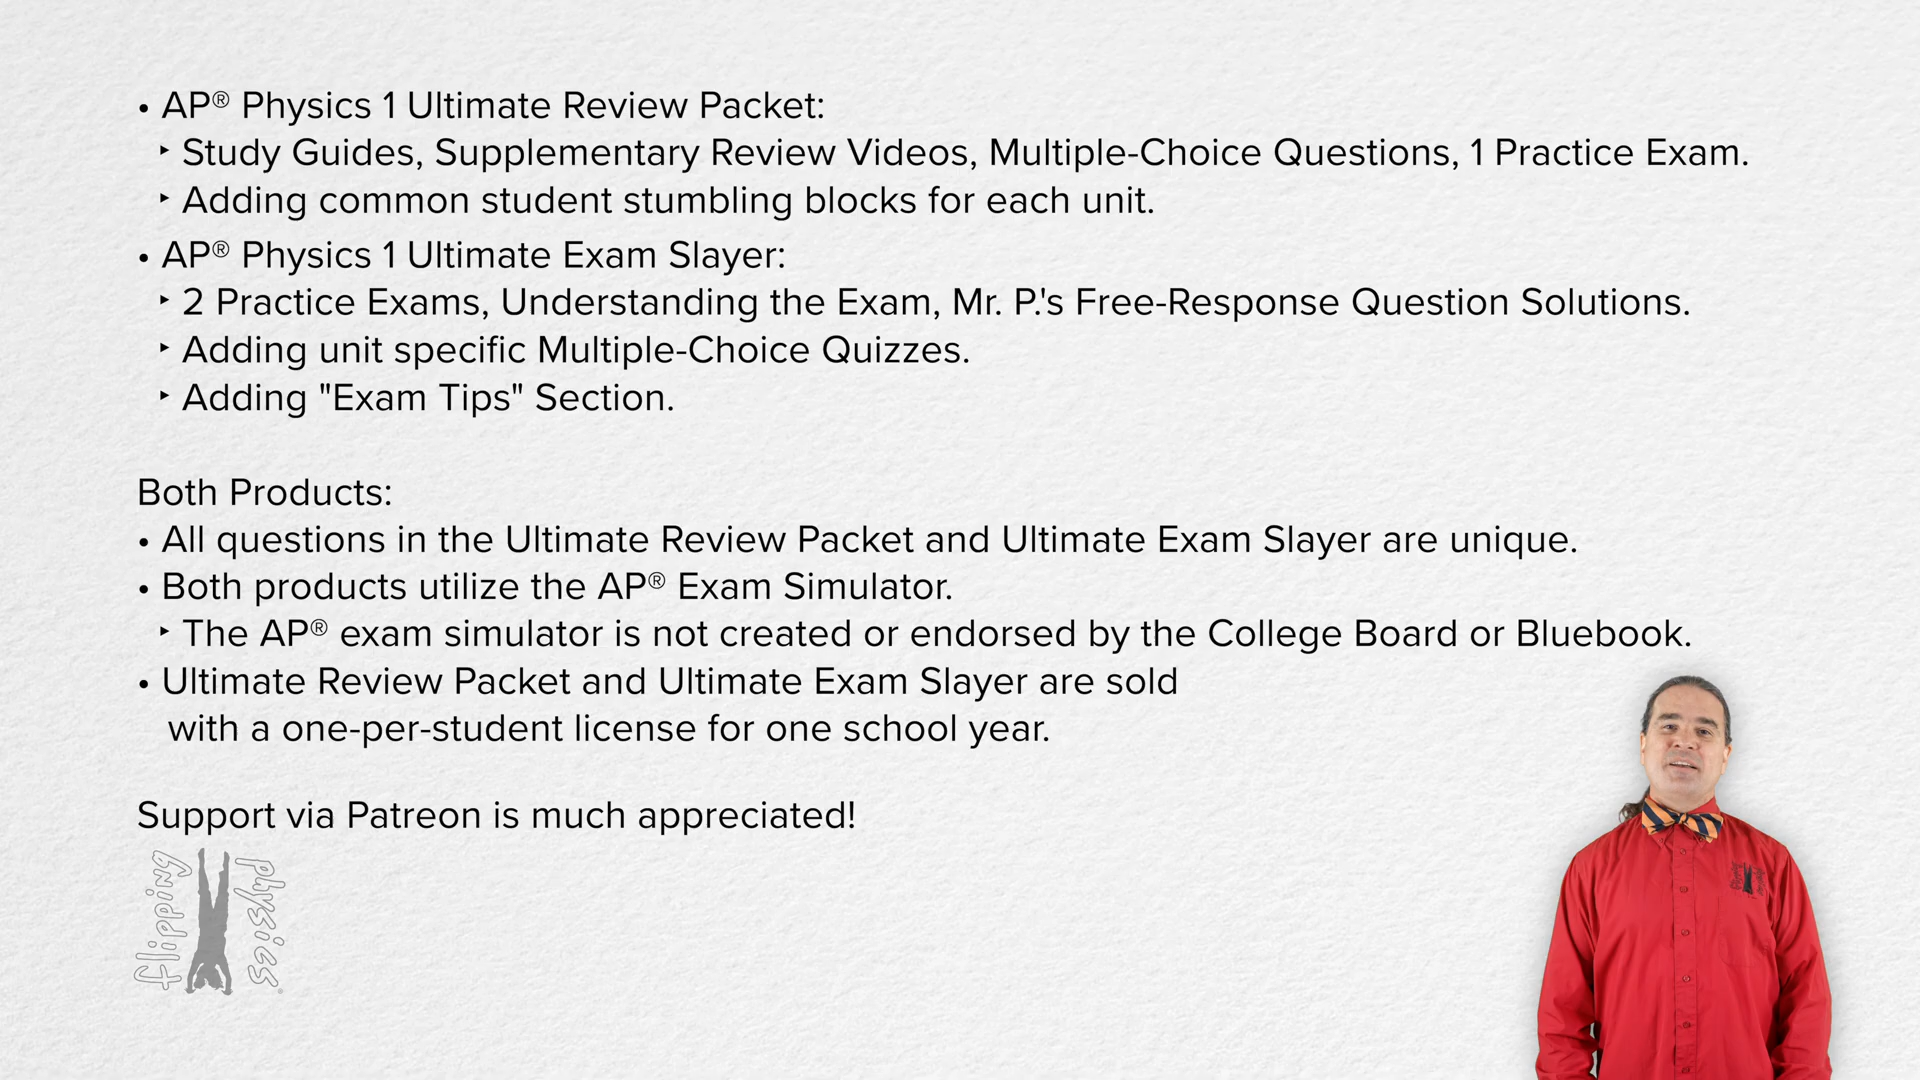 • AP® Physics 1 Ultimate Review Packet:
‣ Study Guides, Supplementary Review Videos, Multiple-Choice Questions, 1 Practice Exam.
‣ Adding common student stumbling blocks for each unit.
• AP® Physics 1 Ultimate Exam Slayer:
‣ 2 Practice Exams, Understanding the Exam, Mr. P.'s Free-Response Question Solutions.
‣ Adding unit specific Multiple-Choice Quizzes.
‣ Adding "Exam Tips" Section.
Both Products:
• All questions in the Ultimate Review Packet and Ultimate Exam Slayer are unique.
• Both products utilize the AP® Exam Simulator.
‣ The AP® exam simulator is not created or endorsed by the College Board or Bluebook.
• Ultimate Review Packet and Ultimate Exam Slayer are sold
with a one-per-student license for one school year.
Support via Patreon is much appreciated!
flipping
physics®